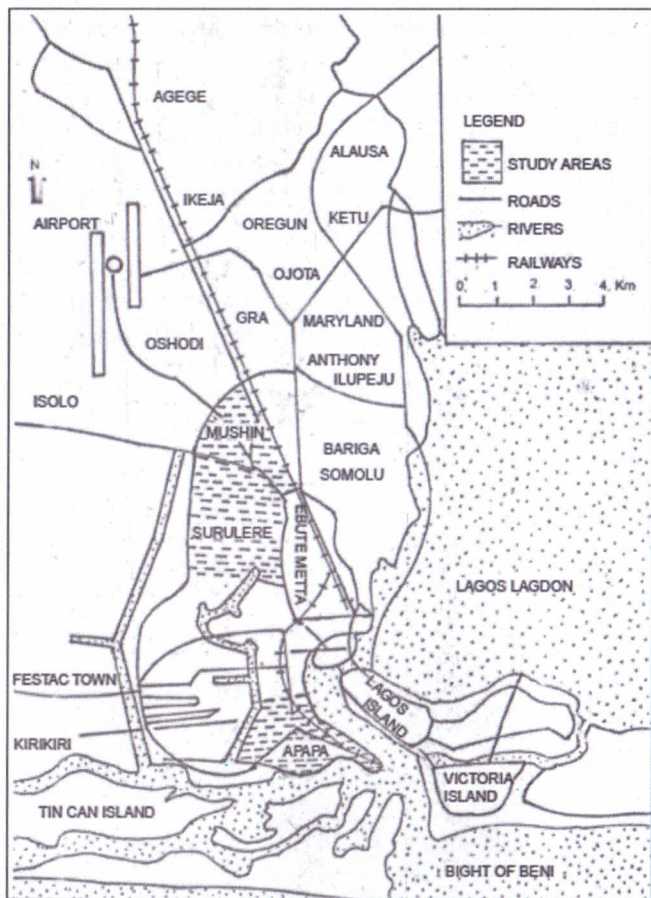 AGEGE
LEGEND
ALAUSA
STUDY AREAS
N
IKEJA
ROADS
AIRPORT
OREGUN
KETU
RIVERS
RAILWAYS
OJOTA
0, 1 2 3 4, Km
GRA
MARYLAND
OSHODI
ANTHONY
ILUPEJU
ISOLO
MUSHIN
BARIGA
SOMOLU
SURULERE
EBUTE METTA
LAGOS LAGDON
FESTAC TOWN
LAGOS
ISLAND
KIRIKIRI
APAPA
VICTORIA
ISLAND
TIN CAN ISLAND
BIGHT OF BENI